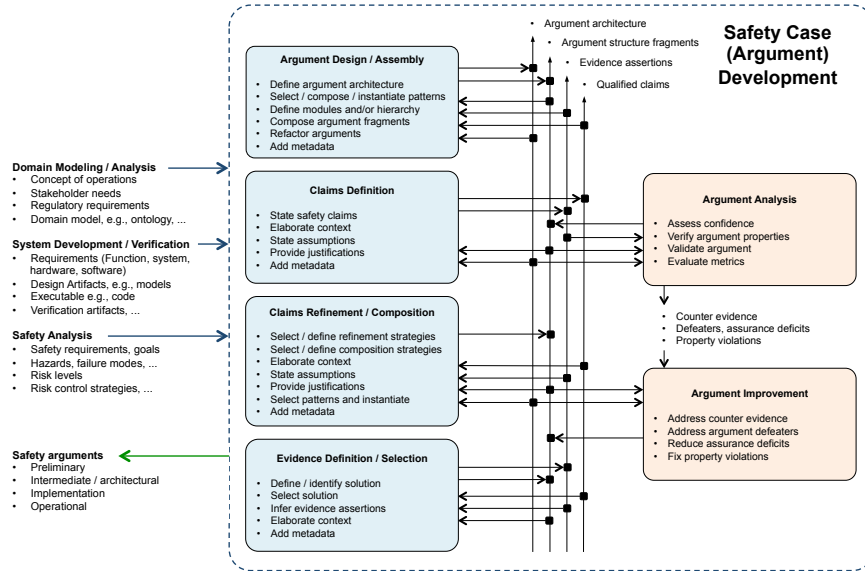 Safety Case
(Argument)
Development
Argument architecture
Argument structure fragments
Evidence assertions
Qualified claims
Argument Design / Assembly
Define argument architecture
Select / compose / instantiate patterns
Define modules and/or hierarchy
Compose argument fragments
Refactor arguments
Add metadata
Domain Modeling / Analysis
Concept of operations
Stakeholder needs
Regulatory requirements
Domain model, e.g., ontology, ...
System Development / Verification
Requirements (Function, system,
hardware, software)
Design Artifacts, e.g., models
Executable e.g., code
Verification artifacts, ...
Safety Analysis
Safety requirements, goals
Hazards, failure modes, ...
Risk levels
Risk control strategies, ...
Safety arguments
Preliminary
Intermediate / architectural
Implementation
Operational
Claims Definition
State safety claims
Elaborate context
State assumptions
Provide justifications
Add metadata
Claims Refinement / Composition
Select / define refinement strategies
Select / define composition strategies
Elaborate context
State assumptions
Provide justifications
Select patterns and instantiate
Add metadata
Evidence Definition / Selection
Define / identify solution
Select solution
Infer evidence assertions
Elaborate context
Add metadata
Argument Analysis
Assess confidence
Verify argument properties
Validate argument
Evaluate metrics
Counter evidence
Defeaters, assurance deficits
Property violations
Argument Improvement
Address counter evidence
Address argument defeaters
Reduce assurance deficits
Fix property violations